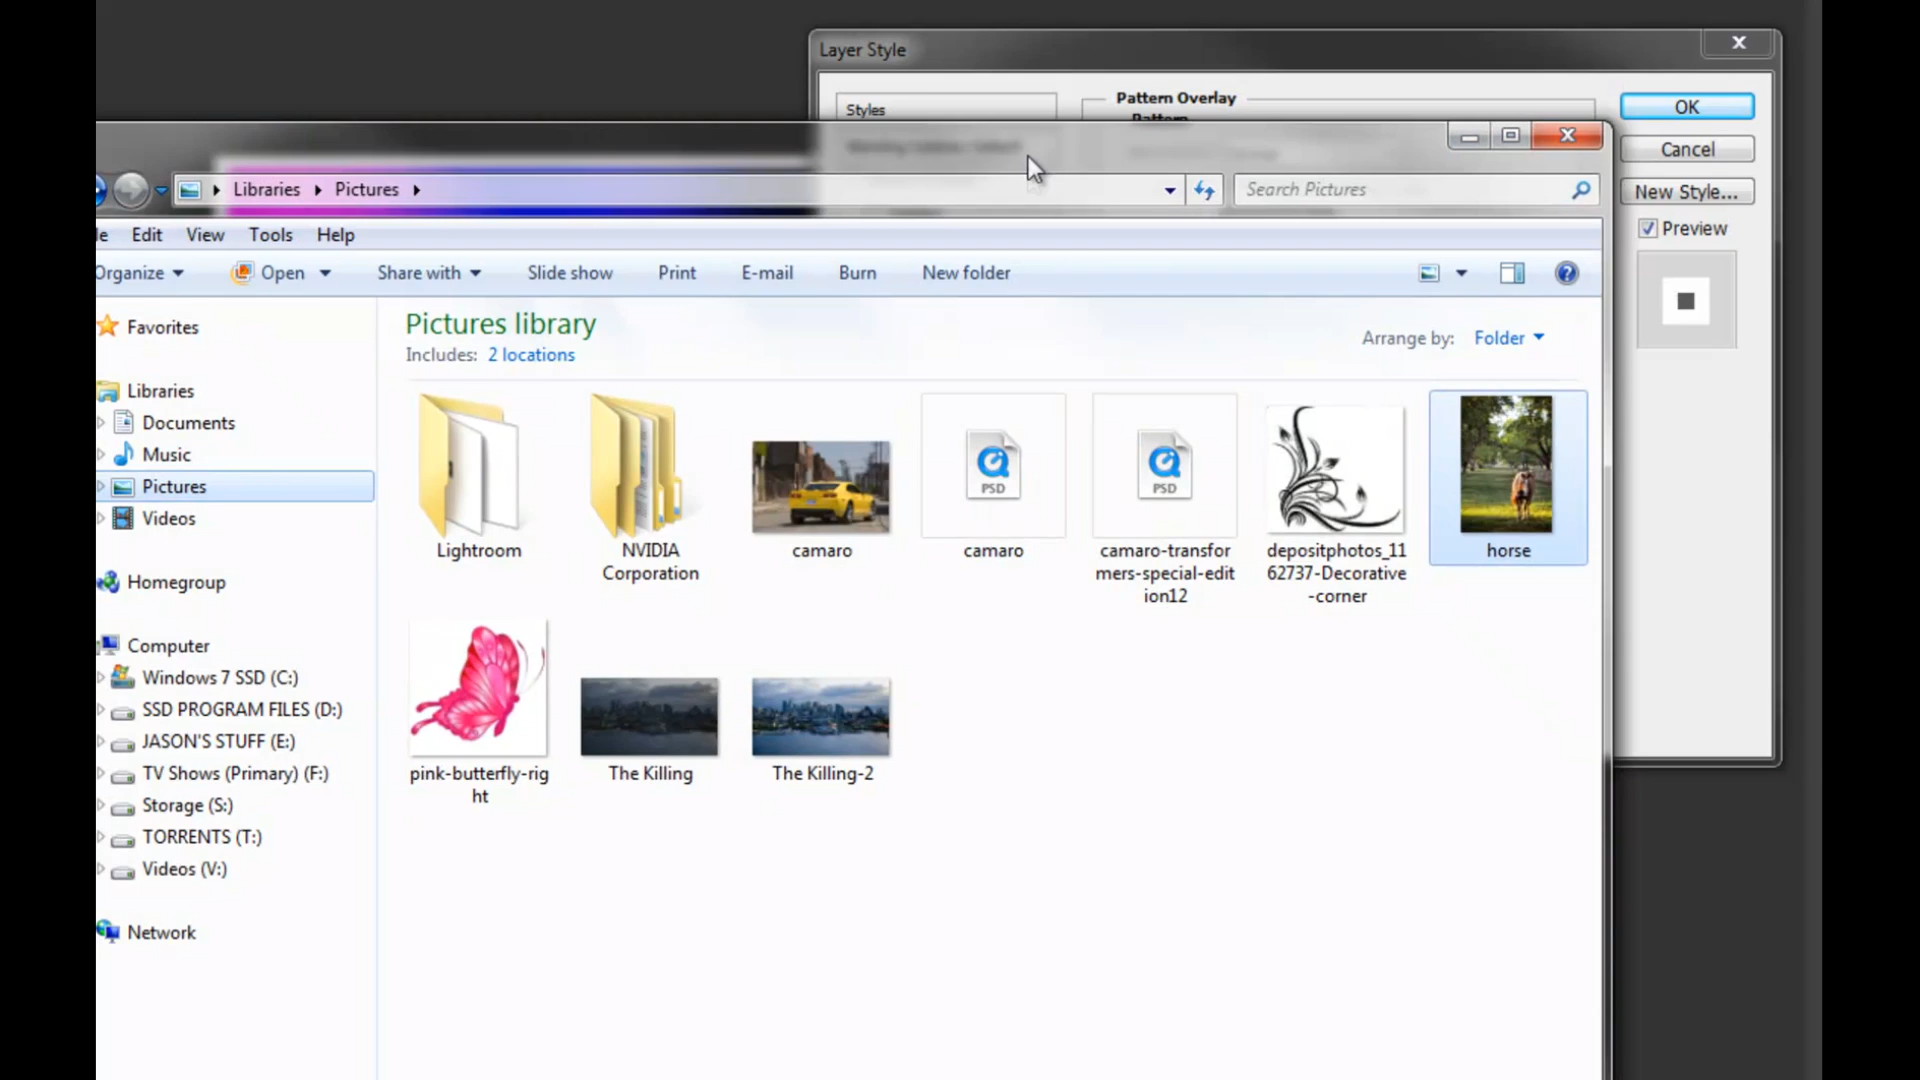 Layer Style
Styles
Pattern Overlay
Pattern
OK
Cancel
New Style...
Preview
Libraries Pictures
Search Pictures
le Edit View Tools Help
Organize Open Share with Slide show Print E-mail Burn New folder
Favorites
Libraries
Documents
Music
Pictures
Videos
Homegroup
Computer
Windows 7 SSD (C:)
SSD PROGRAM FILES (D:)
JASON'S STUFF (E:)
TV Shows (Primary) (F:)
Storage (S:)
TORRENTS (T:)
Videos (V:)
Network
Pictures library
Includes: 2 locations
Arrange by: Folder
Lightroom
NVIDIA
Corporation
camaro
PSD
camaro
PSD
camaro-transfor
mers-special-edit
ion12
depositphotos_11
62737-Decorative
-corner
horse
pink-butterfly-rig
ht
The Killing
The Killing-2